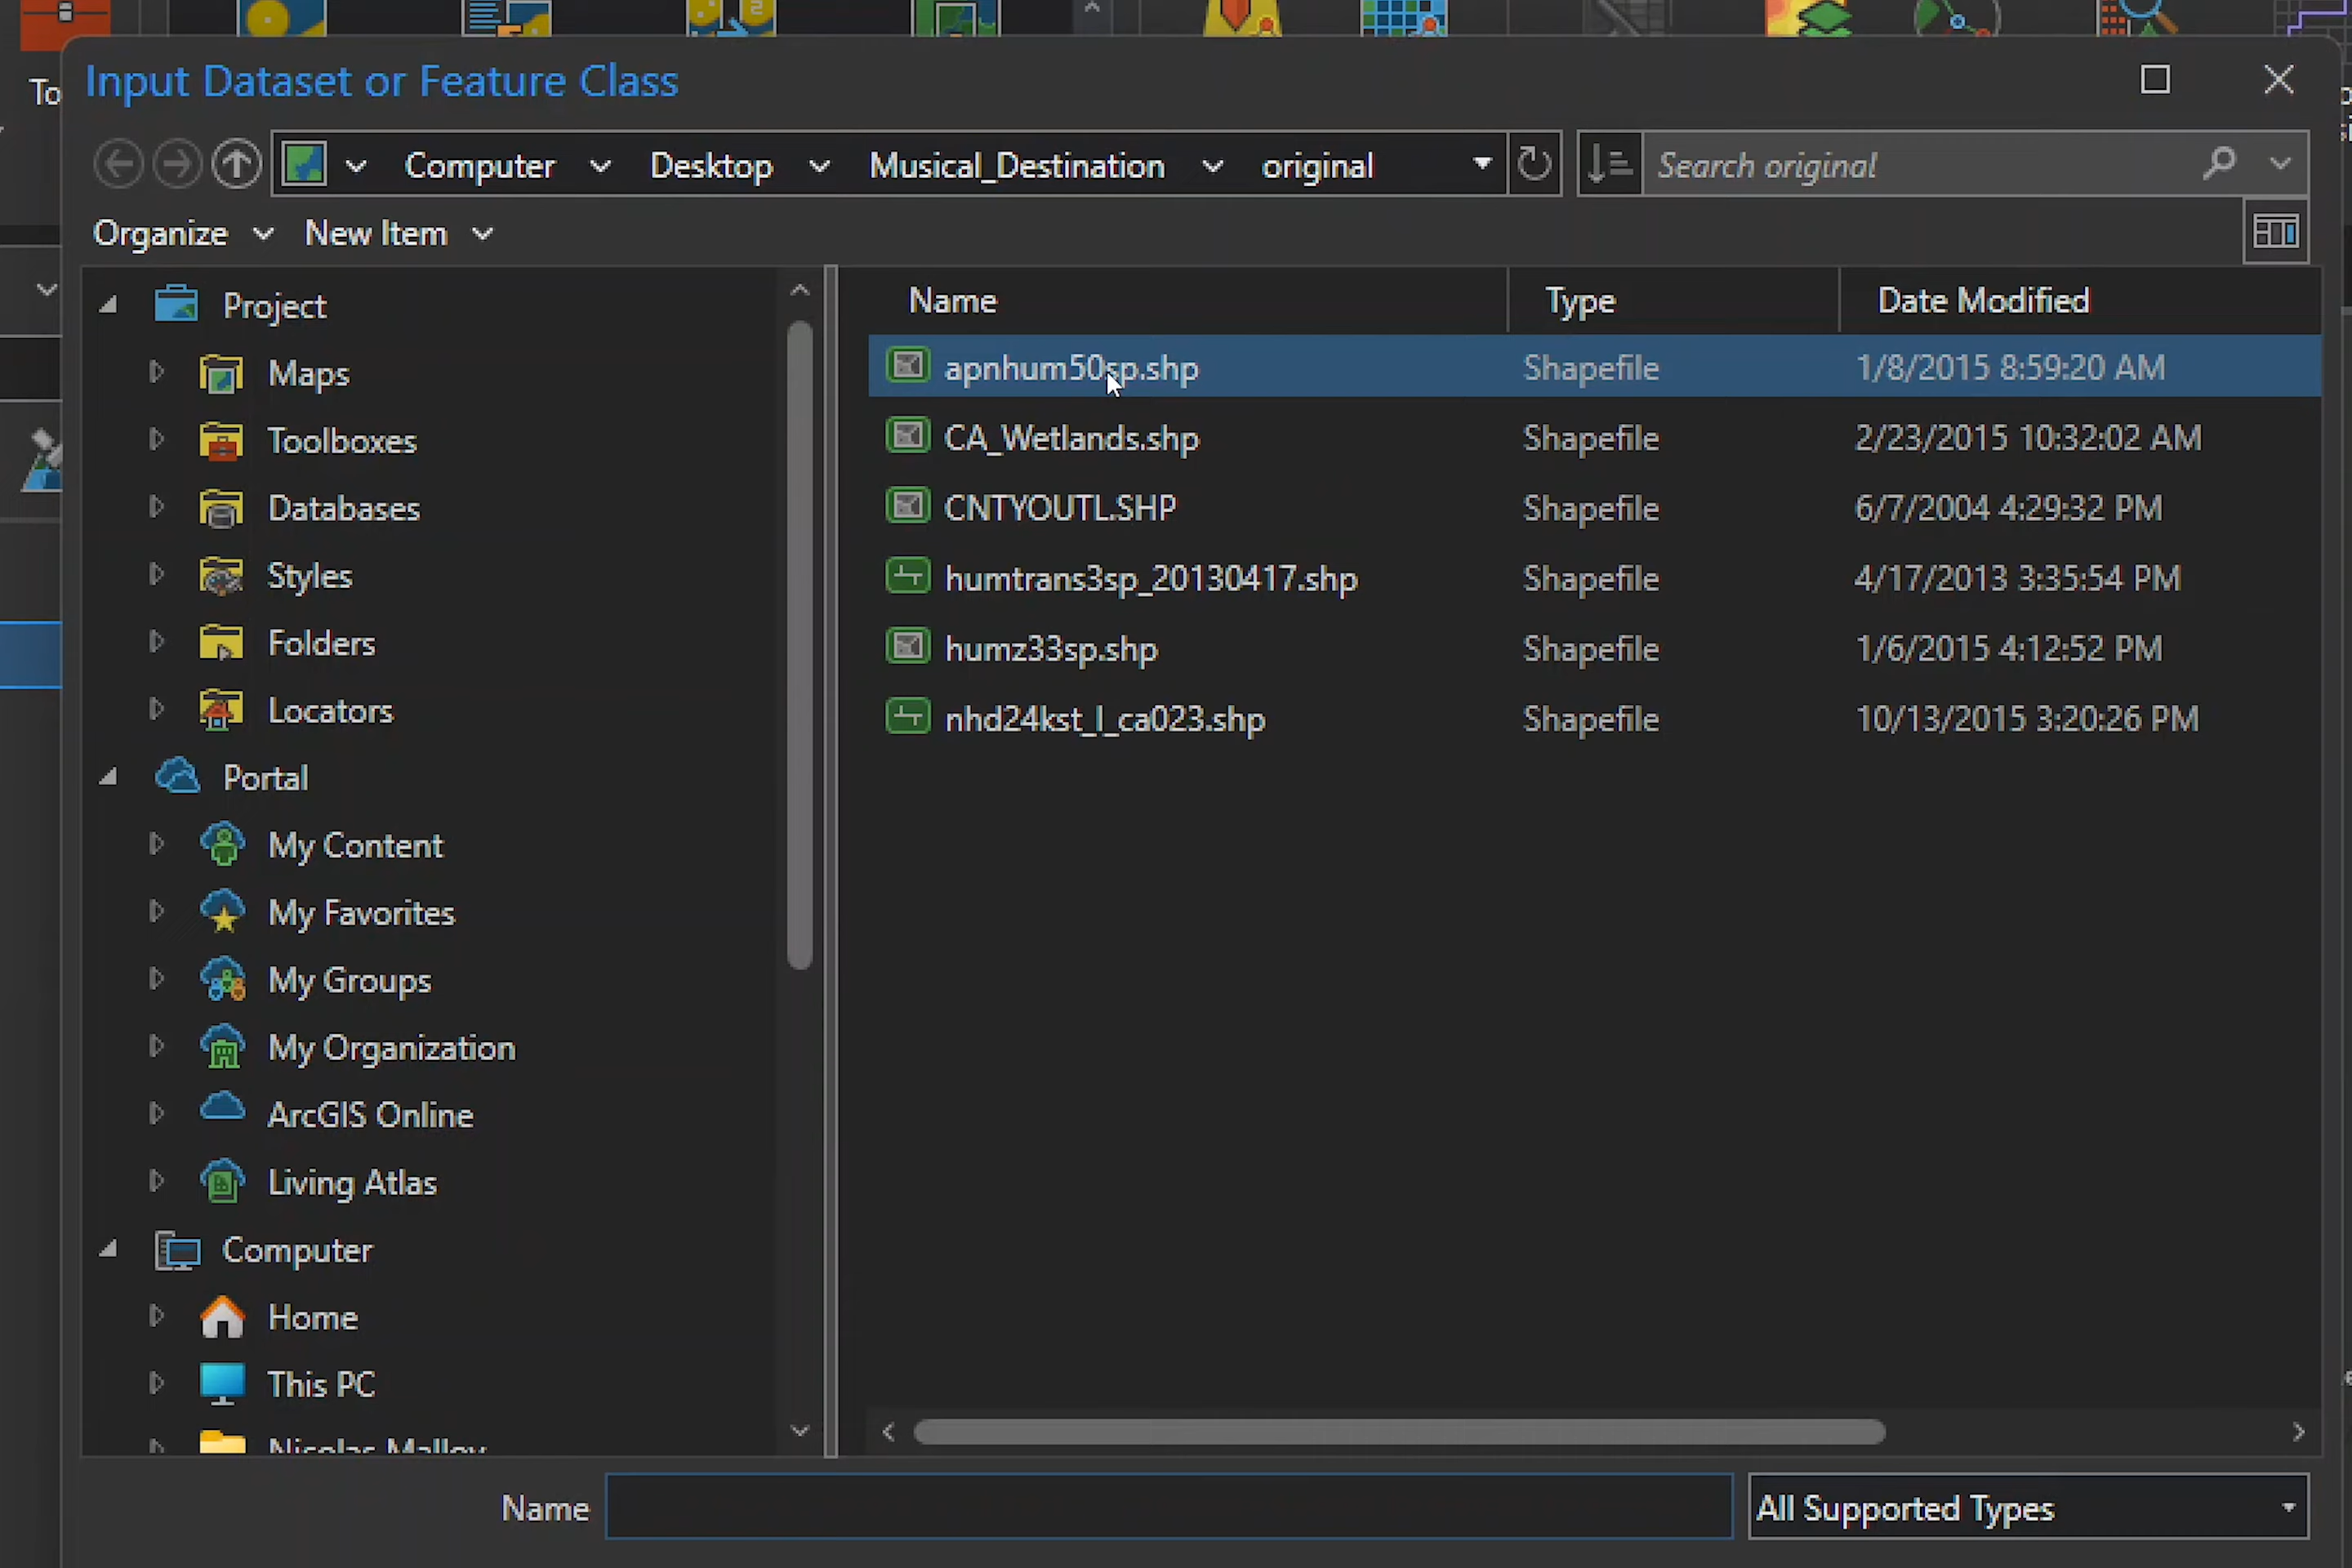 To
Input Dataset or Feature Class
Computer Desktop Musical_Destination original Search original
Organize New Item
Project
Maps
Toolboxes
Databases
Styles
Folders
Locators
Portal
My Content
My Favorites
My Groups
My Organization
ArcGIS Online
Living Atlas
Computer
Home
This PC
Nicolas Malloy
Name Type Date Modified
apnhum50sp.shp Shapefile 1/8/2015 8:59:20 AM
CA_Wetlands.shp Shapefile 2/23/2015 10:32:02 AM
CNTYOUTL.SHP Shapefile 6/7/2004 4:29:32 PM
humtrans3sp_20130417.shp Shapefile 4/17/2013 3:35:54 PM
humz33sp.shp Shapefile 1/6/2015 4:12:52 PM
nhd24kst_l_ca023.shp Shapefile 10/13/2015 3:20:26 PM
Name All Supported Types